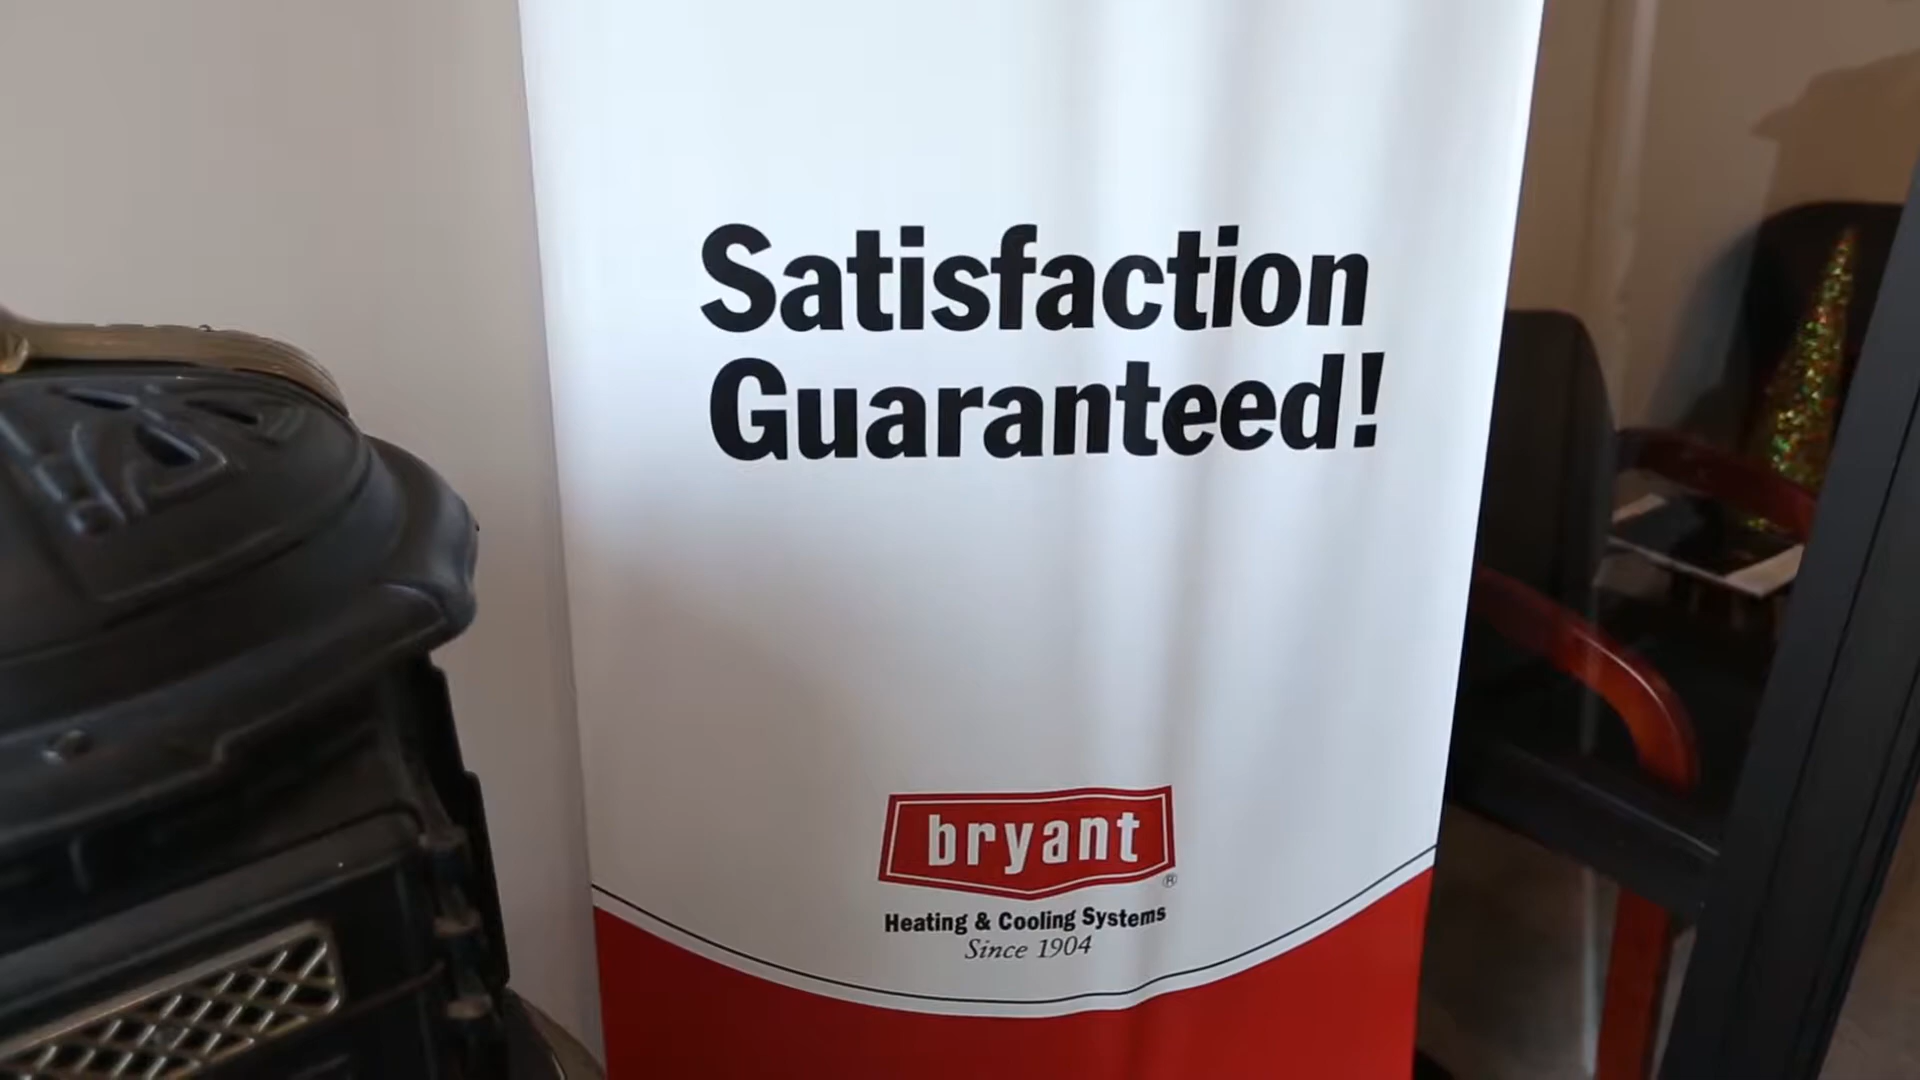 Satisfaction
Guaranteed!
bryant
®
Heating & Cooling Systems
Since 1904